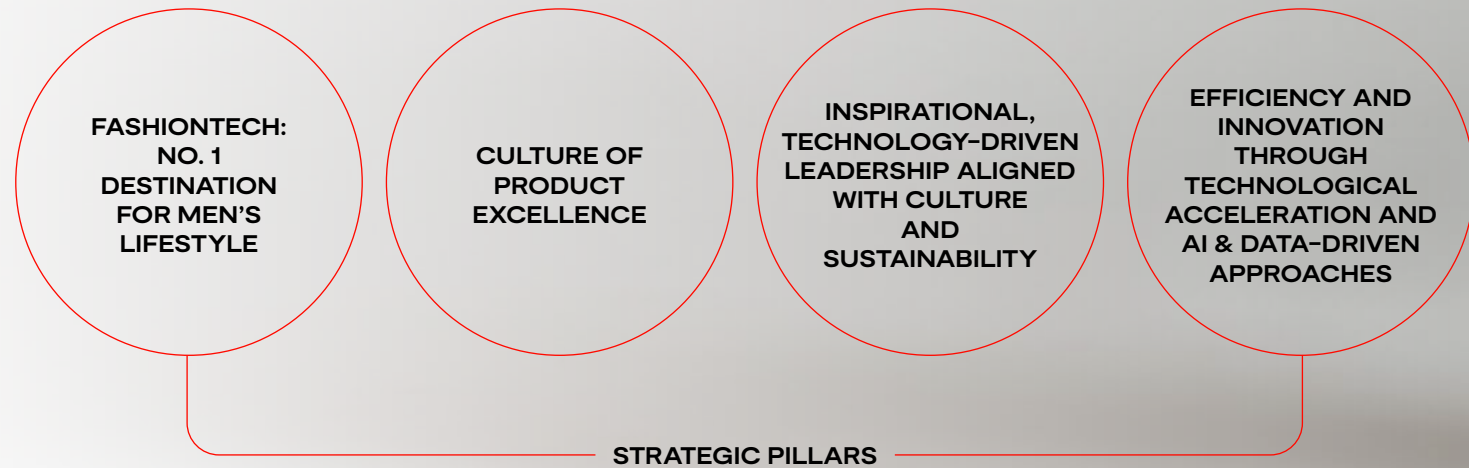 FASHIONTECH:
NO. 1
DESTINATION
FOR MEN’S
LIFESTYLE
CULTURE OF
PRODUCT
EXCELLENCE
INSPIRATIONAL,
TECHNOLOGY-DRIVEN
LEADERSHIP ALIGNED
WITH CULTURE
AND
SUSTAINABILITY
EFFICIENCY AND
INNOVATION
THROUGH
TECHNOLOGICAL
ACCELERATION AND
AI & DATA-DRIVEN
APPROACHES
STRATEGIC PILLARS